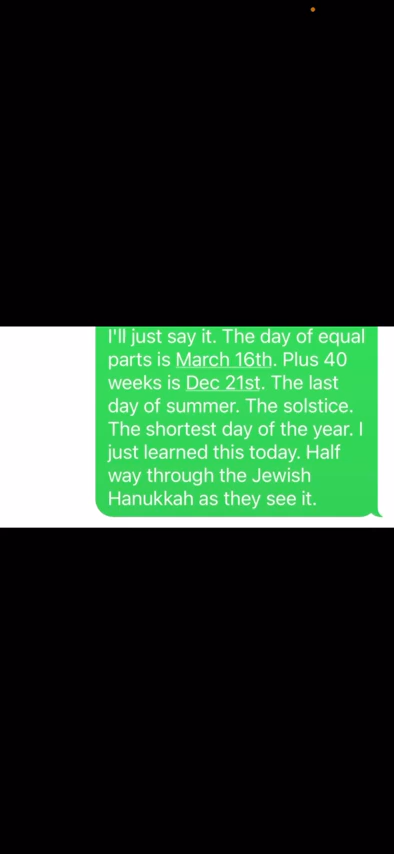 I'll just say it. The day of equal
parts is March 16th. Plus 40
weeks is Dec 21st. The last
day of summer. The solstice.
The shortest day of the year. I
just learned this today. Half
way through the Jewish
Hanukkah as they see it.